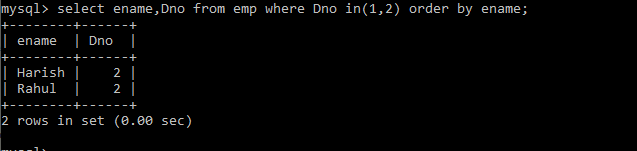 mysql> select ename,Dno from emp where Dno in(1,2) order by ename;
+--------+------+
| ename  | Dno  |
+--------+------+
| Harish |    2 |
| Rahul  |    2 |
+--------+------+
2 rows in set (0.00 sec)
mysql>